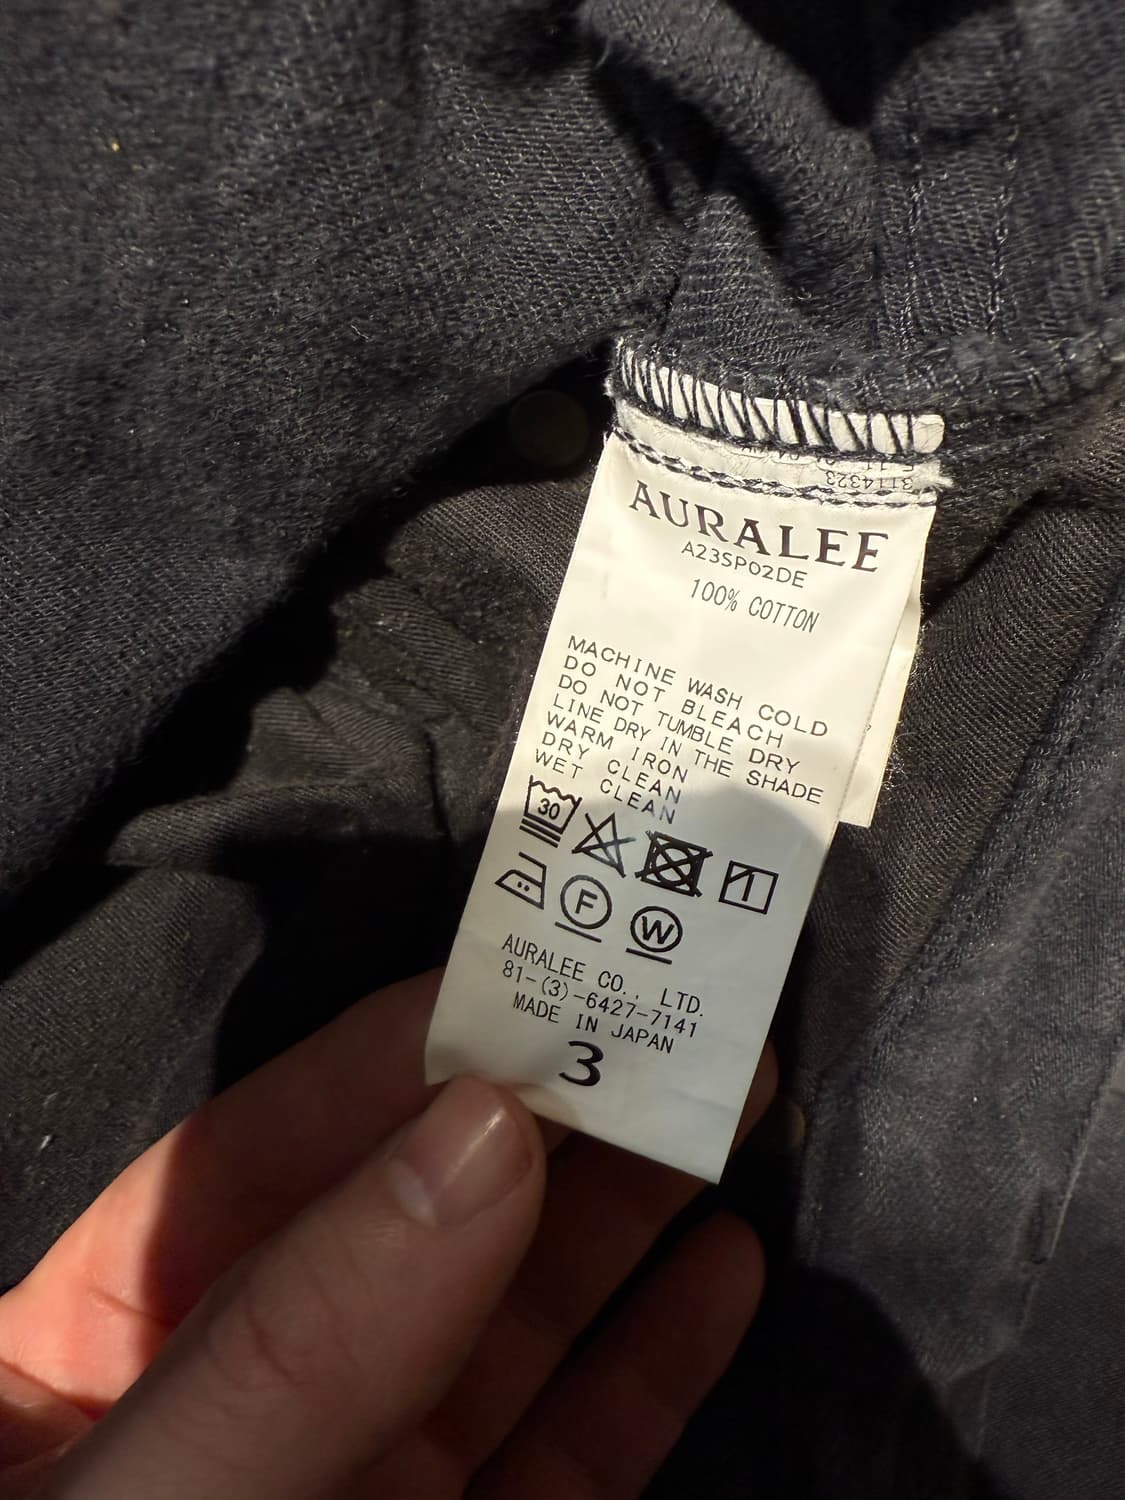 3114323
AURALEE
A23SP02DE
100% COTTON
MACHINE WASH COLD
DO NOT BLEACH
DO NOT TUMBLE DRY
LINE DRY IN THE SHADE
WARM IRON
DRY CLEAN
WET CLEAN
30
F
W
AURALEE CO., LTD.
81-(3)-6427-7141
MADE IN JAPAN
3